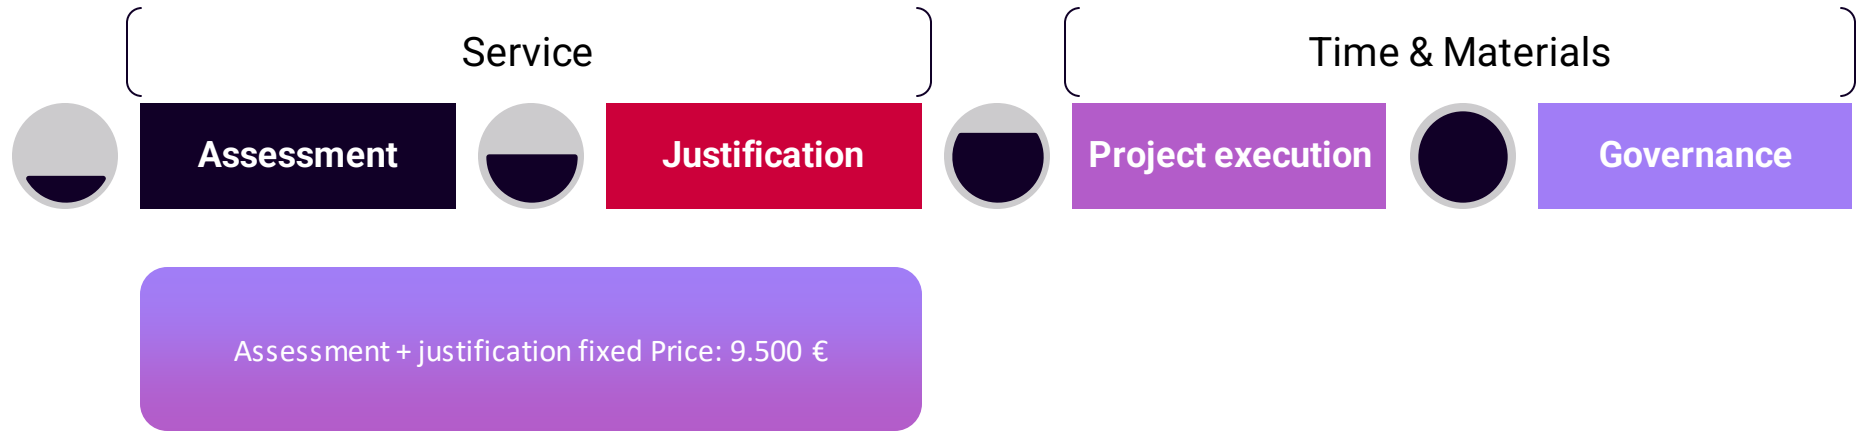 Service
Time & Materials
Assessment
Justification
Project execution
Governance
Assessment + justification fixed Price: 9.500 €